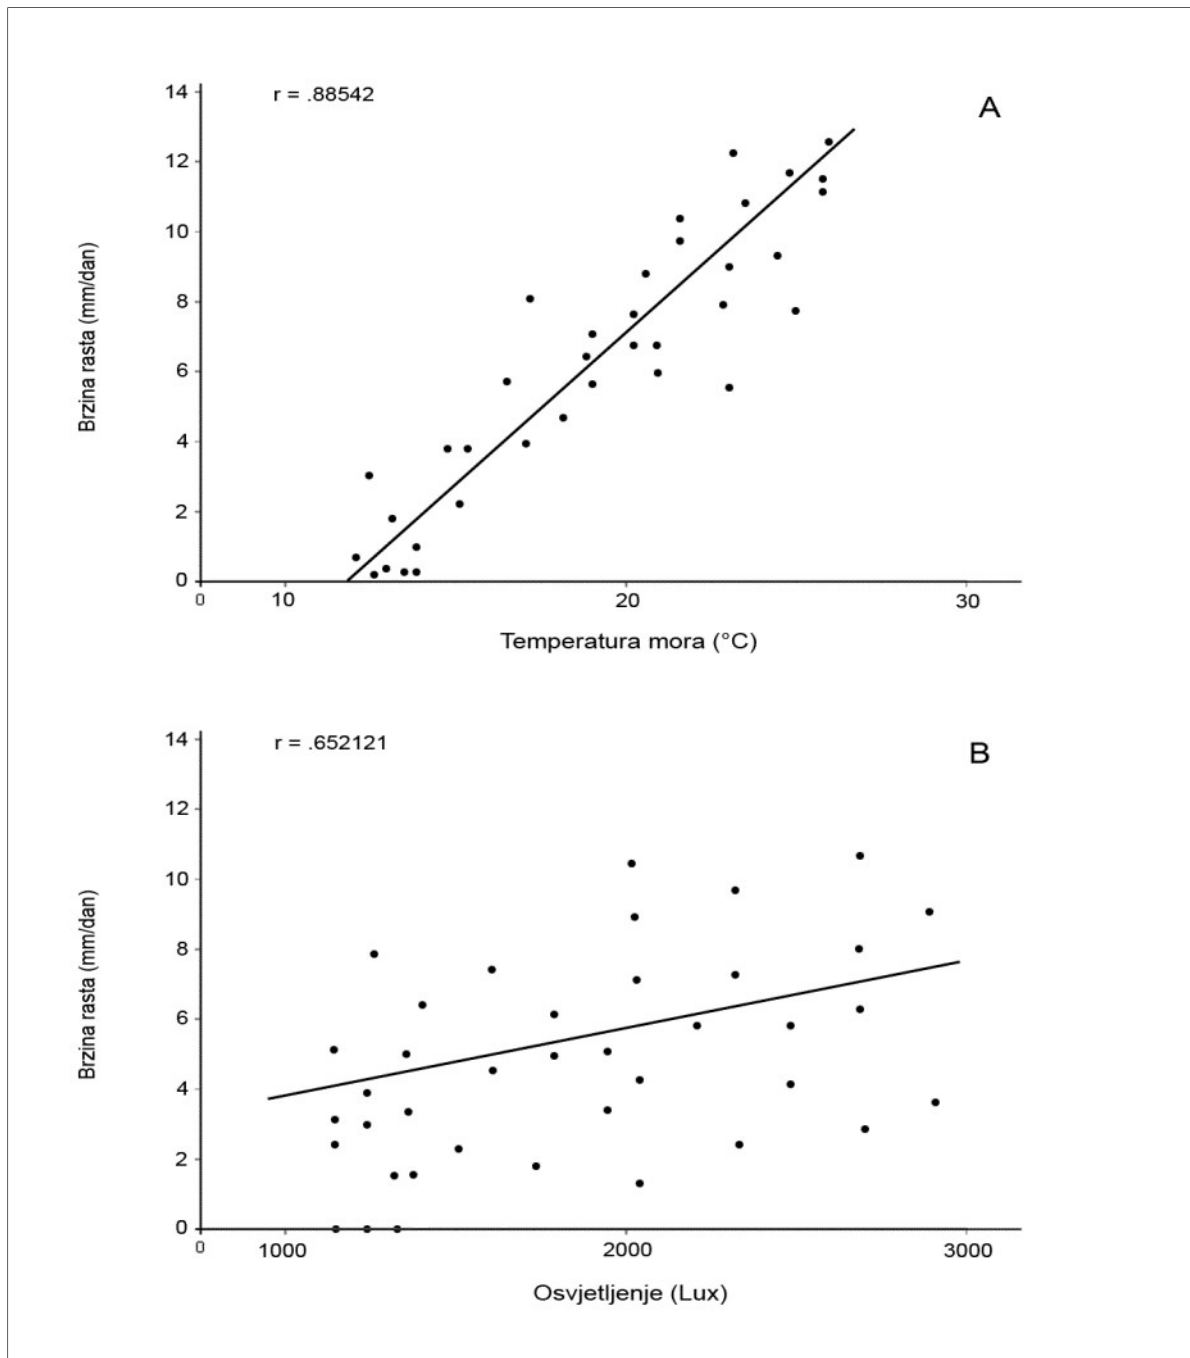 14
r = .88542
A
12
10
8
6
4
2
0
Brzina rasta (mm/dan)
0 10 20 30
Temperatura mora (°C)
14
r = .652121
B
12
10
8
6
4
2
0
Brzina rasta (mm/dan)
0 1000 2000 3000
Osvjetljenje (Lux)